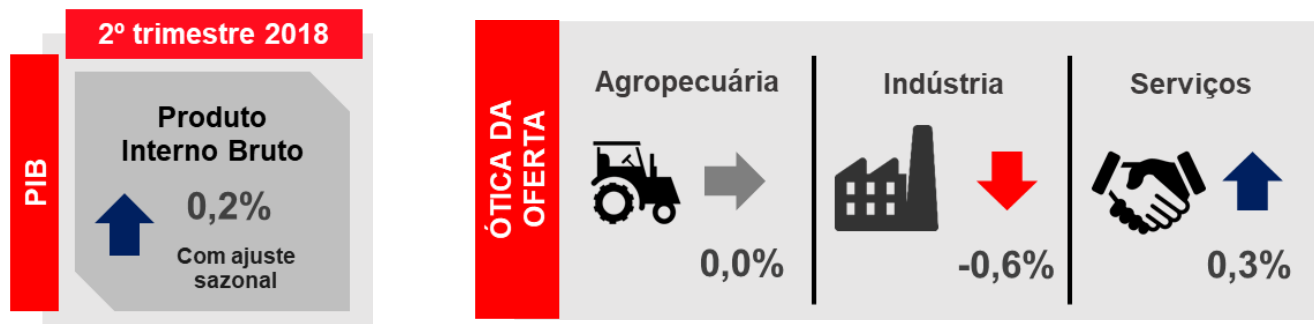 2º trimestre 2018
PIB
Produto
Interno Bruto
0,2%
Com ajuste
sazonal
ÓTICA DA
OFERTA
Agropecuária
0,0%
Indústria
-0,6%
Serviços
0,3%